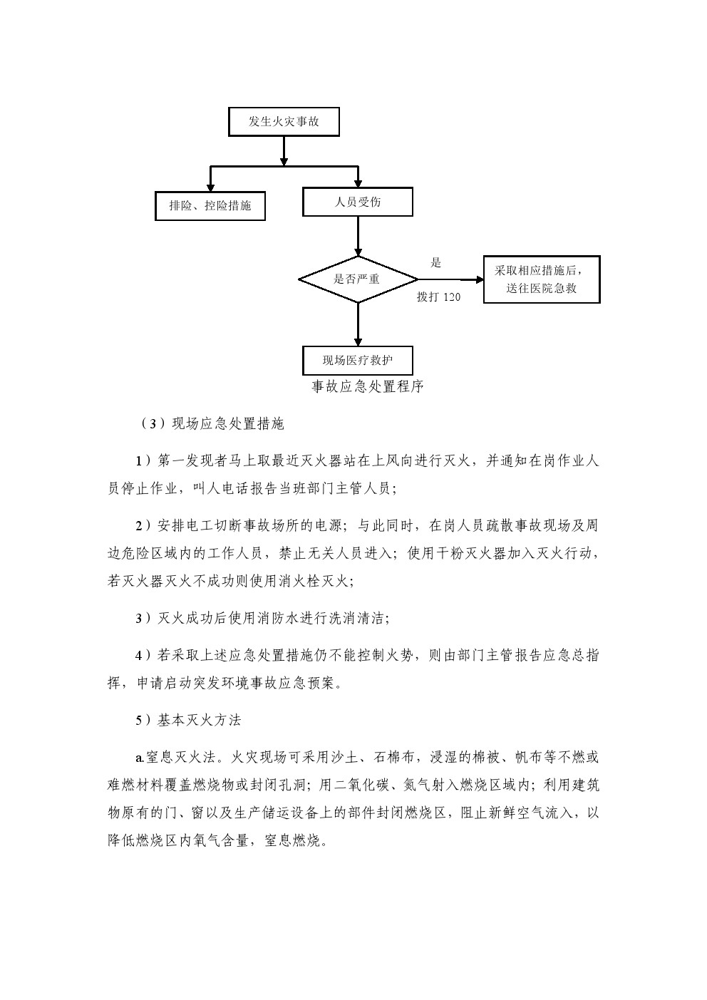 发生火灾事故
排险、控险措施
人员受伤
是否严重
是
拨打 120
采取相应措施后，
送往医院急救
现场医疗救护
事故应急处置程序
（3）现场应急处置措施
1）第一发现者马上取最近灭火器站在上风向进行灭火，并通知在岗作业人
员停止作业，叫人电话报告当班部门主管人员；
2）安排电工切断事故场所的电源；与此同时，在岗人员疏散事故现场及周
边危险区域内的工作人员，禁止无关人员进入；使用干粉灭火器加入灭火行动，
若灭火器灭火不成功则使用消火栓灭火；
3）灭火成功后使用消防水进行洗消清洁；
4）若采取上述应急处置措施仍不能控制火势，则由部门主管报告应急总指
挥，申请启动突发环境事故应急预案。
5）基本灭火方法
a.窒息灭火法。火灾现场可采用沙土、石棉布，浸湿的棉被、帆布等不燃或
难燃材料覆盖燃烧物或封闭孔洞；用二氧化碳、氮气射入燃烧区域内；利用建筑
物原有的门、窗以及生产储运设备上的部件封闭燃烧区，阻止新鲜空气流入，以
降低燃烧区内氧气含量，窒息燃烧。